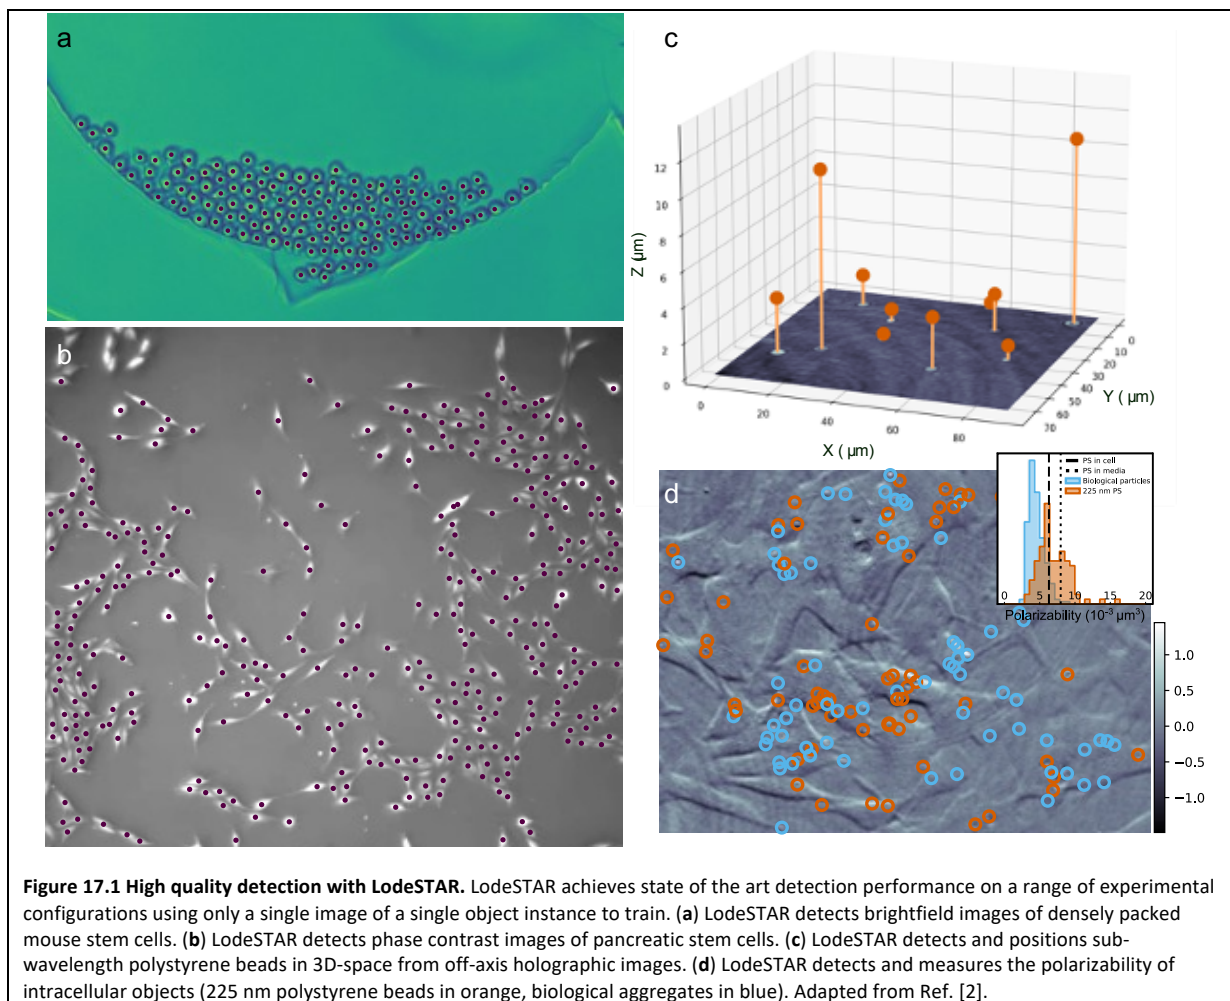 a
c
12
10
8
6
4
2
0
Z (µm)
0
20
40
60
80
X (µm)
0
10
20
30
40
50
60
70
Y ( µm)
b
d
PS in cell
PS in media
Biological particles
225 nm PS
0 5 10 15 20
Polarizability (10⁻³ µm³)
1.0
0.5
0.0
−0.5
−1.0
Figure 17.1 High quality detection with LodeSTAR. LodeSTAR achieves state of the art detection performance on a range of experimental
configurations using only a single image of a single object instance to train. (a) LodeSTAR detects brightfield images of densely packed
mouse stem cells. (b) LodeSTAR detects phase contrast images of pancreatic stem cells. (c) LodeSTAR detects and positions sub-
wavelength polystyrene beads in 3D-space from off-axis holographic images. (d) LodeSTAR detects and measures the polarizability of
intracellular objects (225 nm polystyrene beads in orange, biological aggregates in blue). Adapted from Ref. [2].